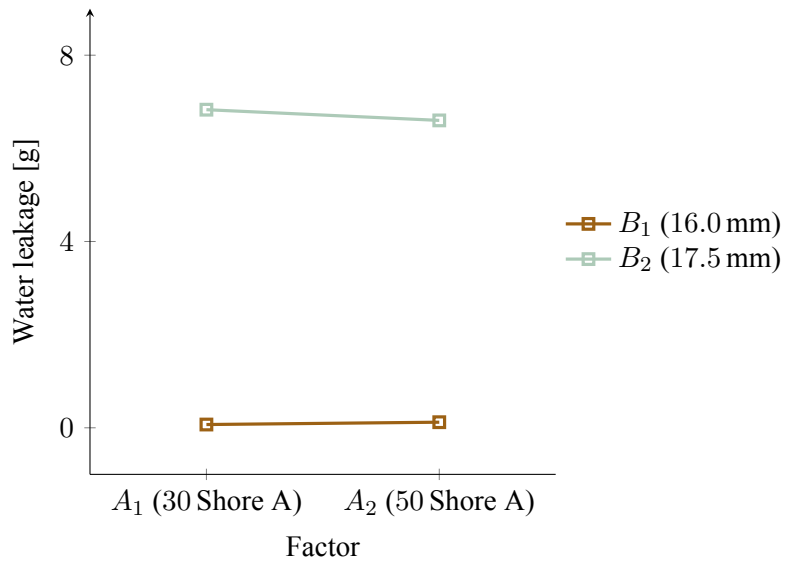 8
4
0
Water leakage [g]
A₁ (30 Shore A)
A₂ (50 Shore A)
Factor
B₁ (16.0 mm)
B₂ (17.5 mm)